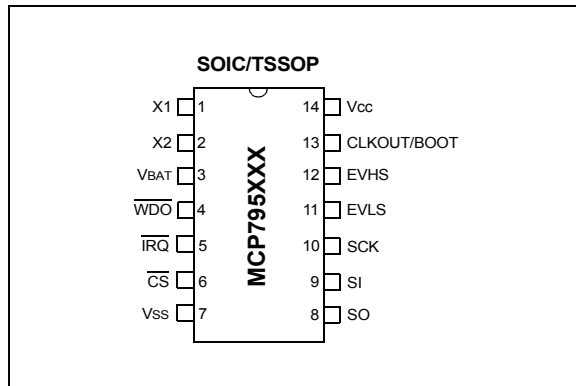 SOIC/TSSOP
X1 1 14 Vcc
X2 2 13 CLKOUT/BOOT
VBAT 3 12 EVHS
WDO 4 11 EVLS
IRQ 5 10 SCK
CS 6 9 SI
Vss 7 8 SO
MCP795XXX